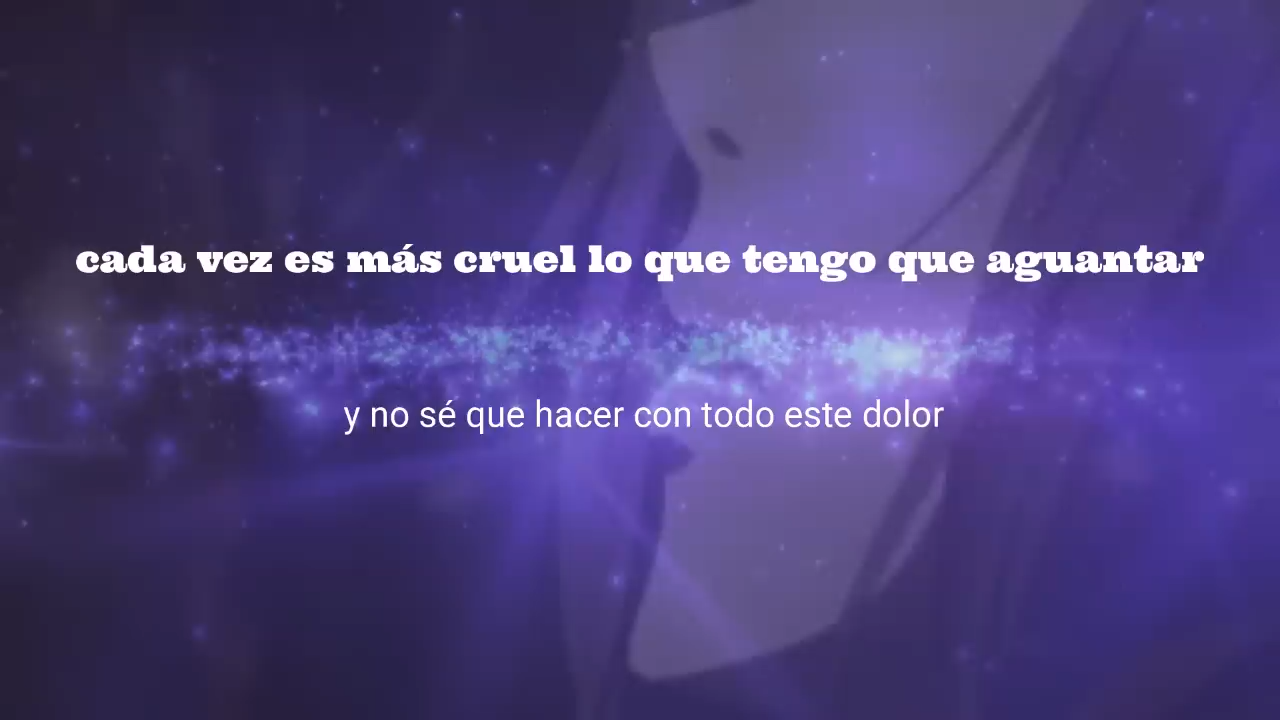 cada vez es más cruel lo que tengo que aguantar
y no sé que hacer con todo este dolor